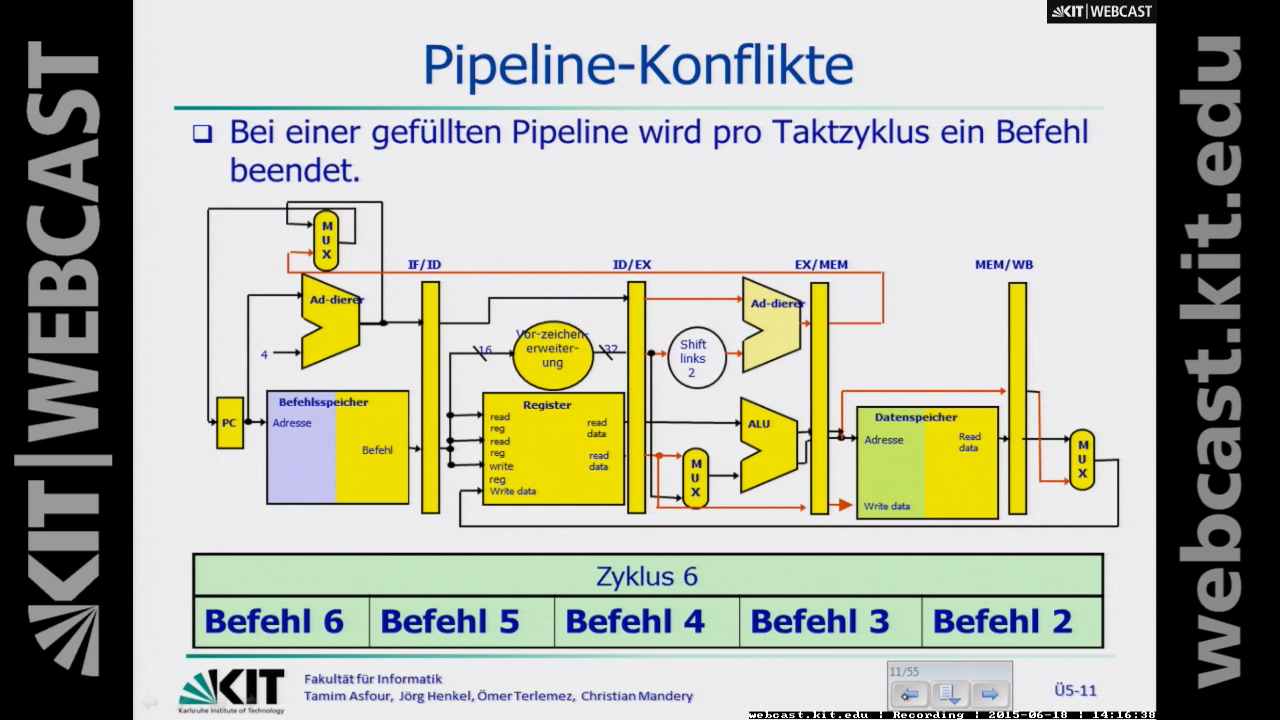 KIT | WEBCAST
KIT|WEBCAST
webcast.kit.edu
Pipeline-Konflikte
Bei einer gefüllten Pipeline wird pro Taktzyklus ein Befehl
beendet.
M
U
X
IF/ID
ID/EX
EX/MEM
MEM/WB
Ad-dierer
Ad-dierer
4
16
Vor-zeichen-
erweiter-
ung
32
Shift
links
2
PC
Befehlsspeicher
Adresse
Befehl
Register
read
reg
read
reg
write
reg
Write data
read
data
read
data
M
U
X
ALU
Datenspeicher
Adresse
Read
data
Write data
M
U
X
Zyklus 6
Befehl 6 Befehl 5 Befehl 4 Befehl 3 Befehl 2
KIT
Karlsruhe Institute of Technology
Fakultät für Informatik
Tamim Asfour, Jörg Henkel, Ömer Terlemez, Christian Mandery
11/55
Ü5-11
webcast.kit.edu | Recording | 2015-06-18 | 14:16:38